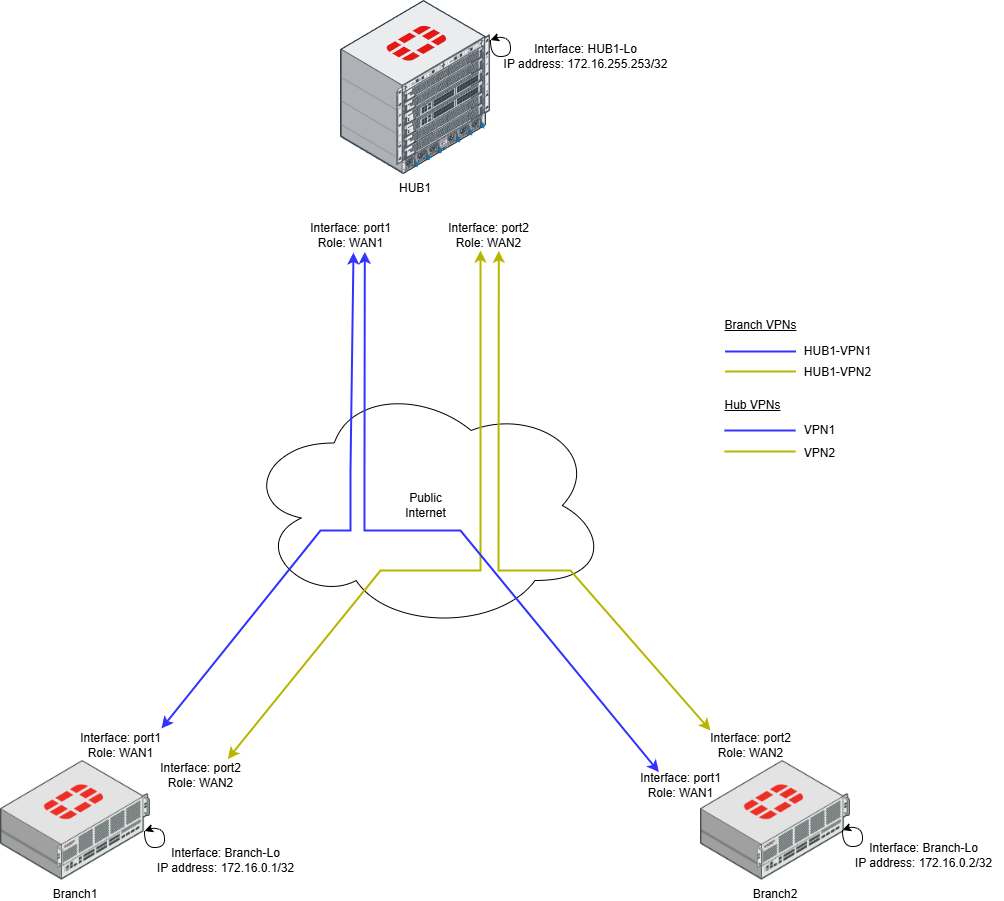 Interface: HUB1-Lo
IP address: 172.16.255.253/32
HUB1
Interface: port1
Role: WAN1
Interface: port2
Role: WAN2
Branch VPNs
HUB1-VPN1
HUB1-VPN2
Hub VPNs
VPN1
VPN2
Public
Internet
Interface: port1
Role: WAN1
Interface: port2
Role: WAN2
Interface: port2
Role: WAN2
Interface: port1
Role: WAN1
Interface: Branch-Lo
IP address: 172.16.0.1/32
Branch1
Interface: Branch-Lo
IP address: 172.16.0.2/32
Branch2